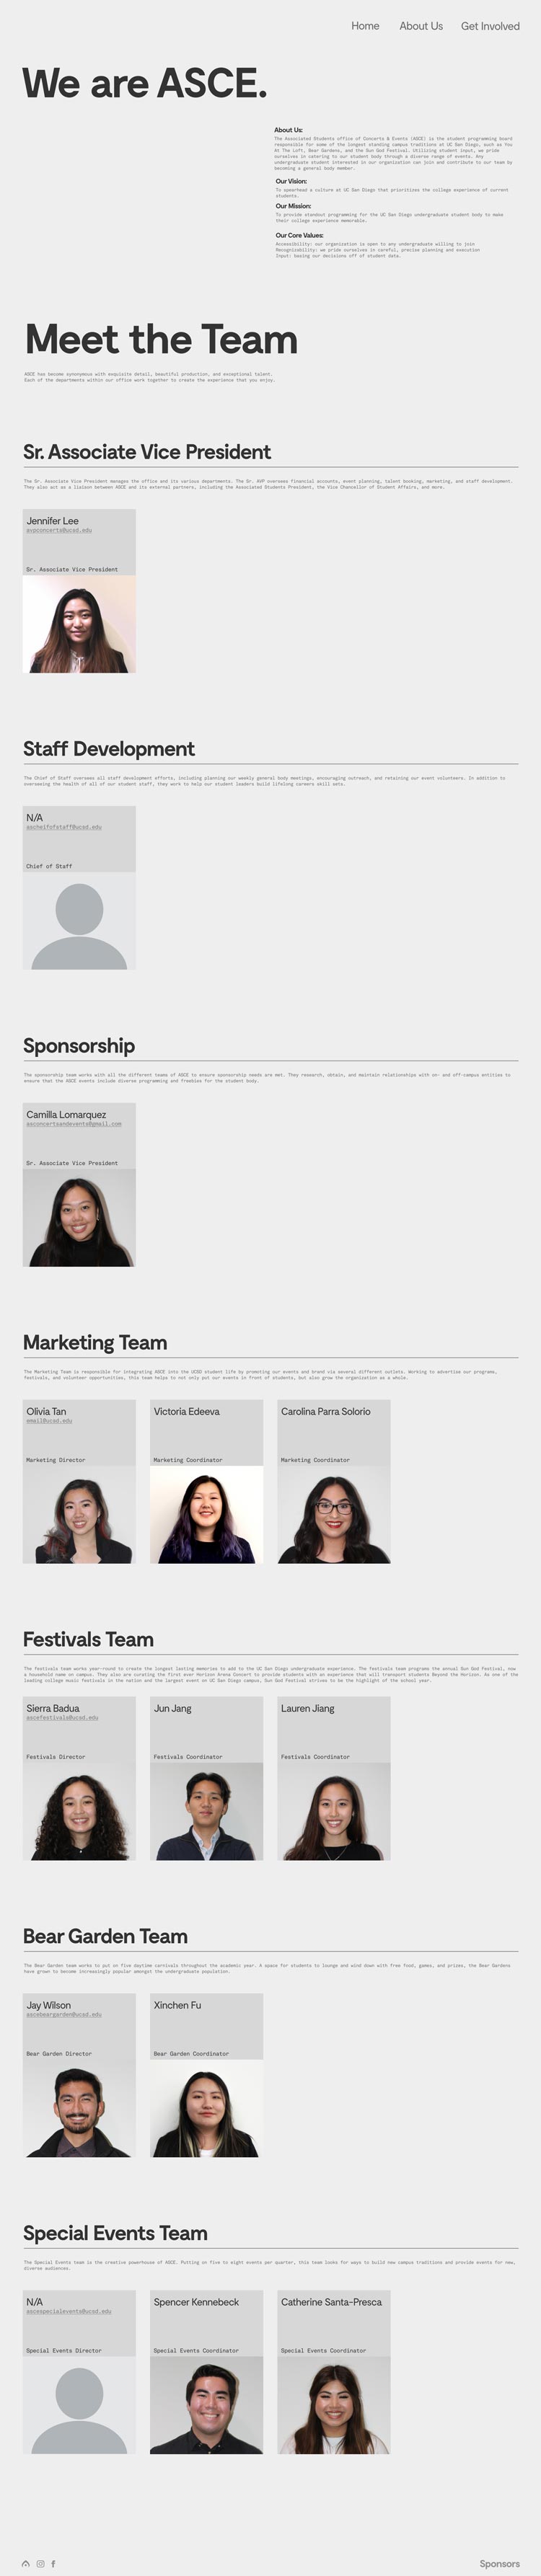 Home About Us Get Involved
We are ASCE.
About Us:
The Associated Students office of Concerts & Events (ASCE) is the student programming board
responsible for some of the longest standing campus traditions at UC San Diego, such as You
At The Loft, Bear Gardens, and the Sun God Festival. Utilizing student input, we pride
ourselves in catering to our student body through a diverse range of events. Any
undergraduate student interested in our organization can join and contribute to our team by
becoming a general body member.
Our Vision:
To spearhead a culture at UC San Diego that prioritizes the college experience of current
students.
Our Mission:
To provide standout programming for the UC San Diego undergraduate student body to make
their college experience memorable.
Our Core Values:
Accessibility: our organization is open to any undergraduate willing to join
Recognizability: we pride ourselves in careful, precise planning and execution
Input: basing our decisions off of student data.
Meet the Team
ASCE has become synonymous with exquisite detail, beautiful production, and exceptional talent.
Each of the departments within our office work together to create the experience that you enjoy.
Sr. Associate Vice President
The Sr. Associate Vice President manages the office and its various departments. The Sr. AVP oversees financial accounts, event planning, talent booking, marketing, and staff development.
They also act as a liaison between ASCE and its external partners, including the Associated Students President, the Vice Chancellor of Student Affairs, and more.
Jennifer Lee
avpconcerts@ucsd.edu
Sr. Associate Vice President
Staff Development
The Chief of Staff oversees all staff development efforts, including planning our weekly general body meetings, encouraging outreach, and retaining our event volunteers. In addition to
overseeing the health of all of our student staff, they work to help our student leaders build lifelong careers skill sets.
N/A
ascheifofstaff@ucsd.edu
Chief of Staff
Sponsorship
The sponsorship team works with all the different teams of ASCE to ensure sponsorship needs are met. They research, obtain, and maintain relationships with on- and off-campus entities to
ensure that the ASCE events include diverse programming and freebies for the student body.
Camilla Lomarquez
asconcertsandevents@gmail.com
Sr. Associate Vice President
Marketing Team
The Marketing Team is responsible for integrating ASCE into the UCSD student life by promoting our events and brand via several different outlets. Working to advertise our programs,
festivals, and volunteer opportunities, this team helps to not only put our events in front of students, but also grow the organization as a whole.
Olivia Tan Victoria Edeeva Carolina Parra Solorio
email@ucsd.edu
Marketing Director Marketing Coordinator Marketing Coordinator
Festivals Team
The festivals team works year-round to create the longest lasting memories to add to the UC San Diego undergraduate experience. The festivals team programs the annual Sun God Festival, now
a household name on campus. They also are curating the first ever Horizon Arena Concert to provide students with an experience that will transport students Beyond the Horizon. As one of the
leading college music festivals in the nation and the largest event on UC San Diego campus, Sun God Festival strives to be the highlight of the school year.
Sierra Badua Jun Jang Lauren Jiang
ascefestivals@ucsd.edu
Festivals Director Festivals Coordinator Festivals Coordinator
Bear Garden Team
The Bear Garden team works to put on five daytime carnivals throughout the academic year. A space for students to lounge and wind down with free food, games, and prizes, the Bear Gardens
have grown to become increasingly popular amongst the undergraduate population.
Jay Wilson Xinchen Fu
ascebeargarden@ucsd.edu
Bear Garden Director Bear Garden Coordinator
Special Events Team
The Special Events team is the creative powerhouse of ASCE. Putting on five to eight events per quarter, this team looks for ways to build new campus traditions and provide events for new,
diverse audiences.
N/A Spencer Kennebeck Catherine Santa-Presca
ascespecialevents@ucsd.edu
Special Events Director Special Events Coordinator Special Events Coordinator
Sponsors